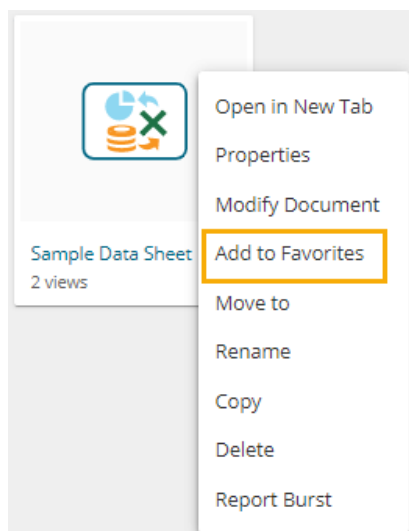 Open in New Tab
Properties
Modify Document
Sample Data Sheet
Add to Favorites
2 views
Move to
Rename
Copy
Delete
Report Burst